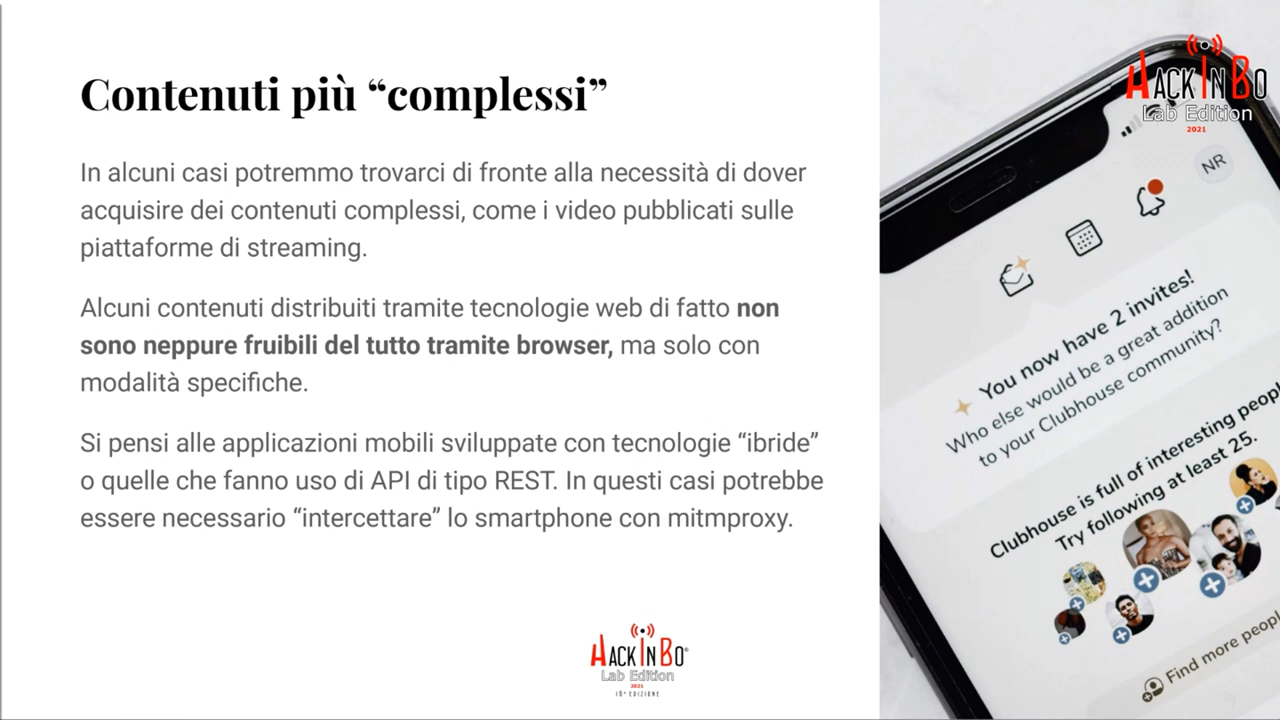 Contenuti più “complessi”
In alcuni casi potremmo trovarci di fronte alla necessità di dover
acquisire dei contenuti complessi, come i video pubblicati sulle
piattaforme di streaming.
Alcuni contenuti distribuiti tramite tecnologie web di fatto non
sono neppure fruibili del tutto tramite browser, ma solo con
modalità specifiche.
Si pensi alle applicazioni mobili sviluppate con tecnologie “ibride”
o quelle che fanno uso di API di tipo REST. In questi casi potrebbe
essere necessario “intercettare” lo smartphone con mitmproxy.
HACKINBO®
Lab Edition
2021
16ª EDIZIONE
HACKINBO
Lab Edition
2021
NR
You now have 2 invites!
Who else would be a great addition
to your Clubhouse community?
Clubhouse is full of interesting peopl
Try following at least 25.
Find more peopl